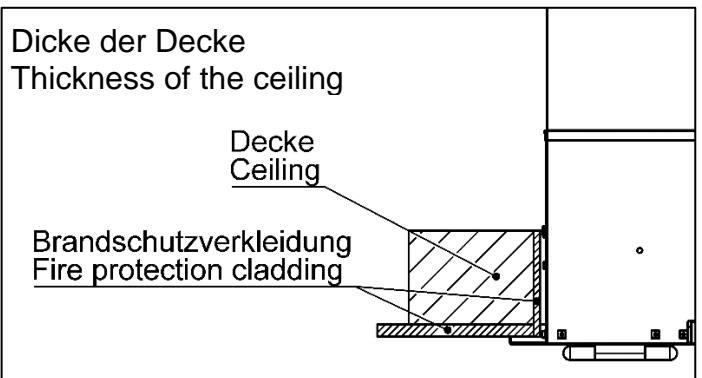 Dicke der Decke
Thickness of the ceiling
Decke
Ceiling
Brandschutzverkleidung
Fire protection cladding